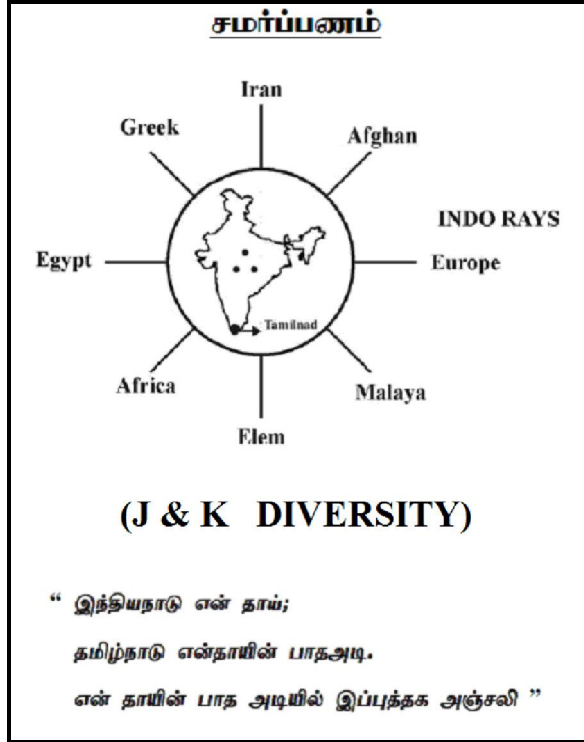 சமர்ப்பணம்
Iran
Greek
Afghan
INDO RAYS
Egypt
Europe
Tamilnad
Africa
Malaya
Elem
(J & K DIVERSITY)
“ இந்தியநாடு என் தாய்;
தமிழ்நாடு என்தாயின் பாதஅடி.
என் தாயின் பாத அடியில் இப்புத்தக அஞ்சலி ”